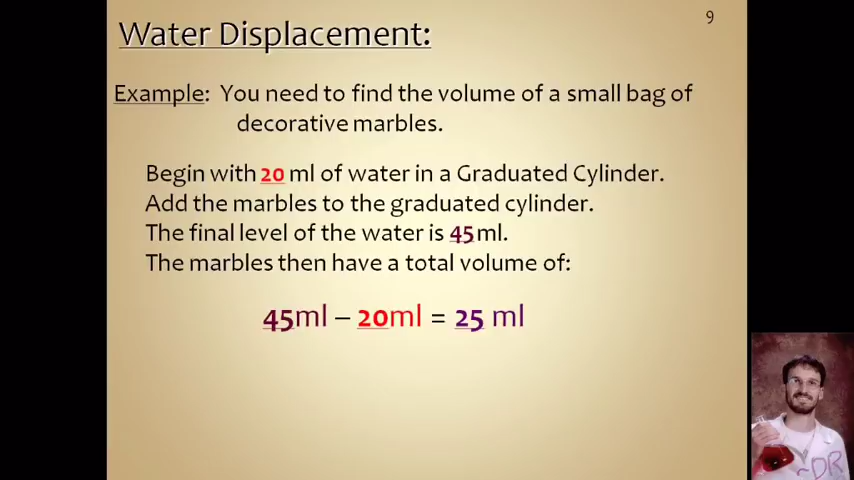 9
Water Displacement:
Example: You need to find the volume of a small bag of
decorative marbles.
Begin with 20 ml of water in a Graduated Cylinder.
Add the marbles to the graduated cylinder.
The final level of the water is 45 ml.
The marbles then have a total volume of:
45ml – 20ml = 25 ml
~DR